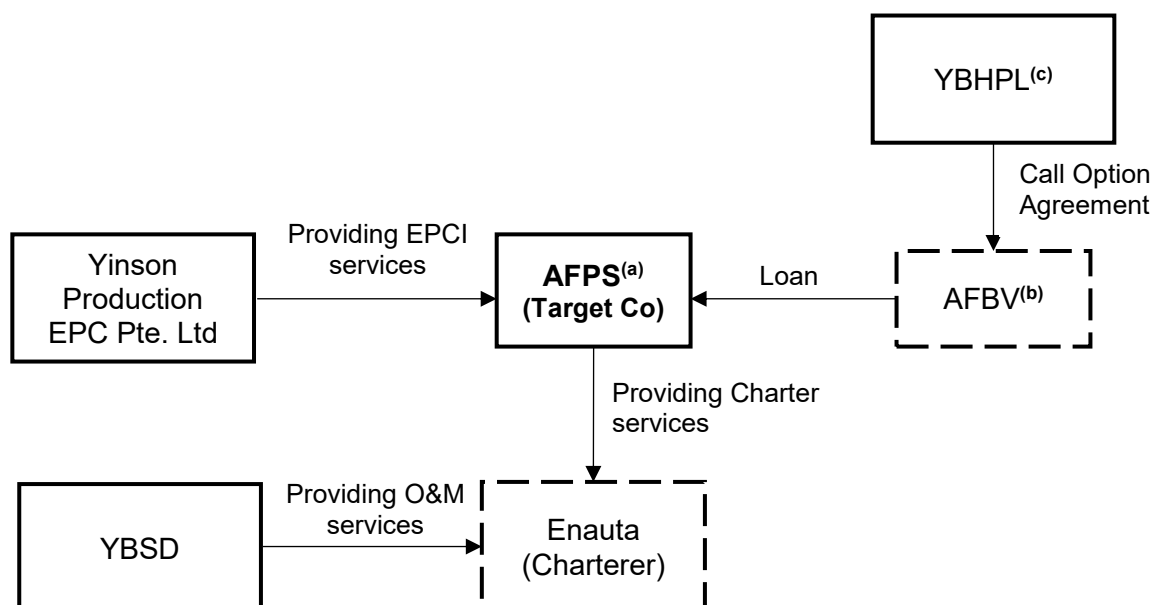 YBHPL(c)
Call Option
Agreement
Providing EPCI
services
Yinson
Production
EPC Pte. Ltd
AFPS(a)
(Target Co)
Loan
AFBV(b)
Providing Charter
services
Providing O&M
services
YBSD
Enauta
(Charterer)